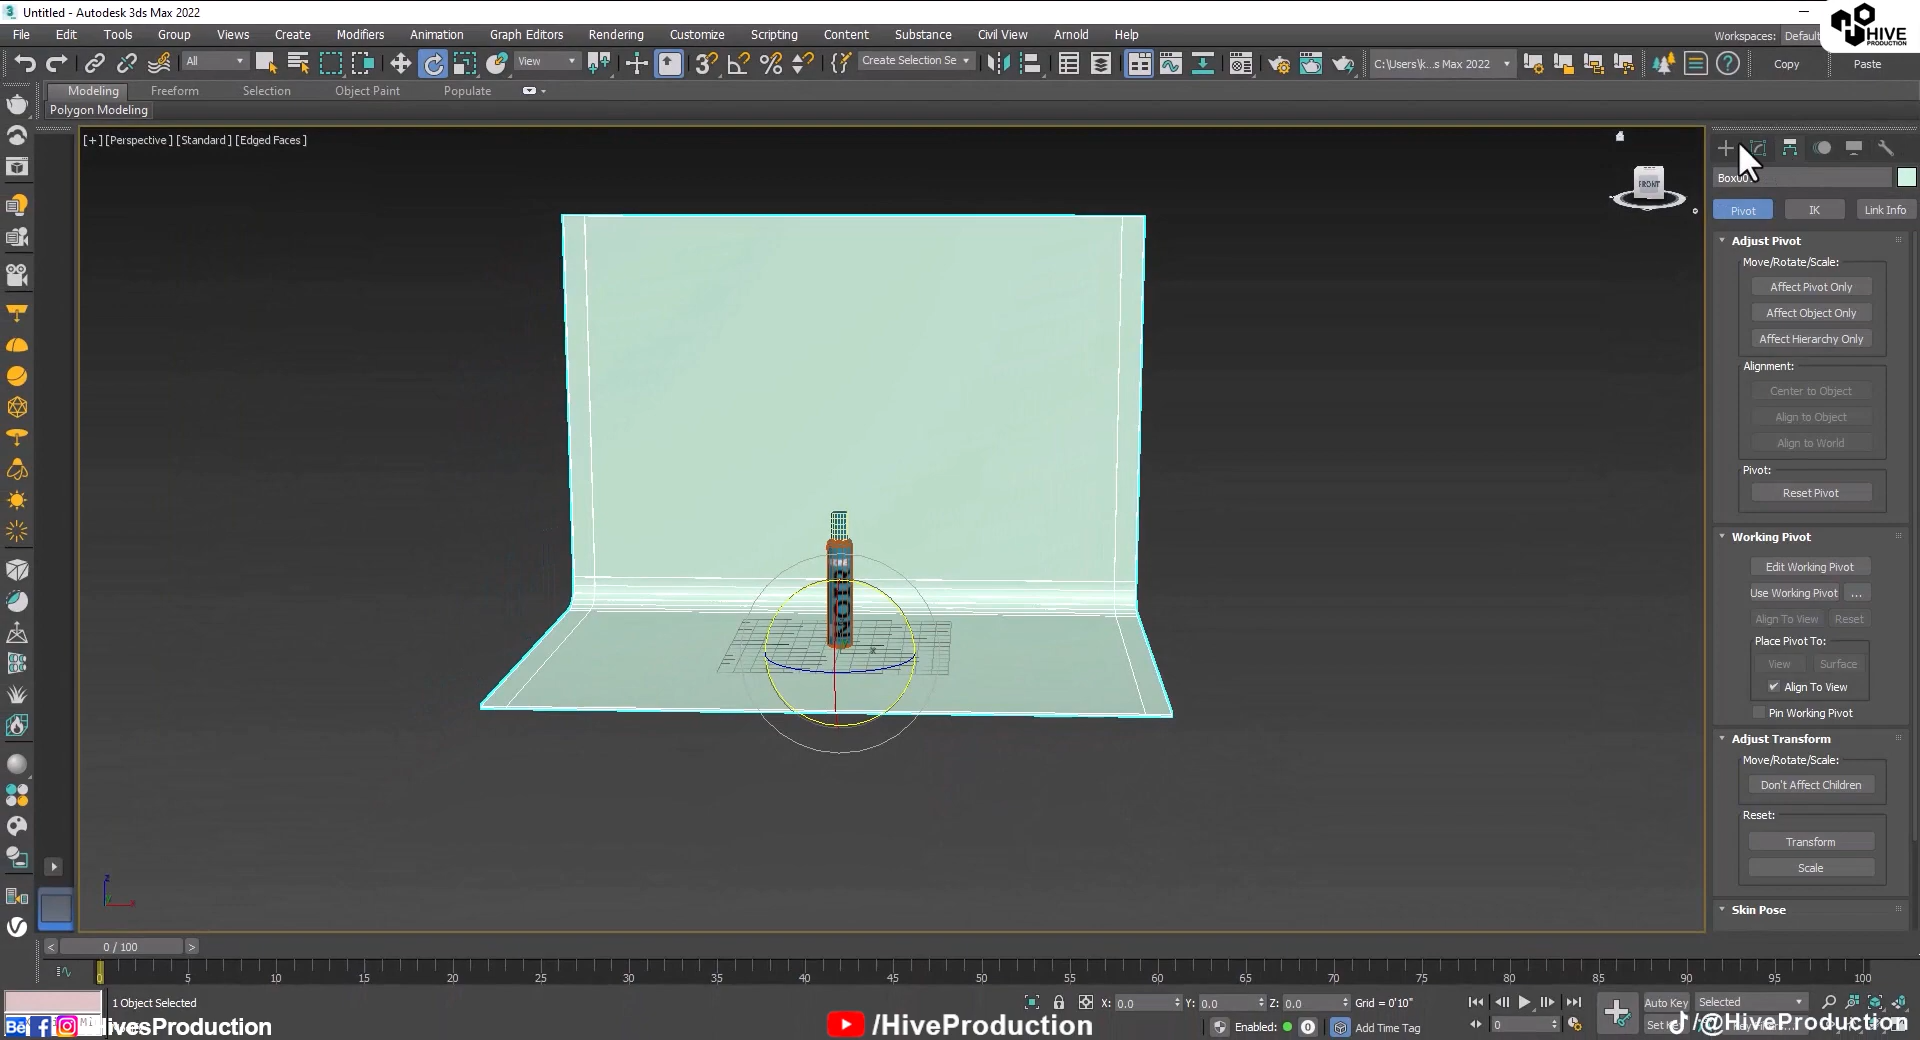 Untitled - Autodesk 3ds Max 2022
HIVE
PRODUCTION
File Edit Tools Group Views Create Modifiers Animation Graph Editors Rendering Customize Scripting Content Substance Civil View Arnold Help
Workspaces: Default
All View Create Selection Se C:\Users\k...s Max 2022 Copy Paste
Modeling Freeform Selection Object Paint Populate
Polygon Modeling
[+] [Perspective] [Standard] [Edged Faces]
FRONT
Pivot IK Link Info
Adjust Pivot
Move/Rotate/Scale:
Affect Pivot Only
Affect Object Only
Affect Hierarchy Only
Alignment:
Center to Object
Align to Object
Align to World
Pivot:
Reset Pivot
Working Pivot
Edit Working Pivot
Use Working Pivot ...
Align To View Reset
Place Pivot To:
View Surface
Align To View
Pin Working Pivot
Adjust Transform
Move/Rotate/Scale:
Don't Affect Children
Reset:
Transform
Scale
Skin Pose
z
x
< 0 / 100 >
0 5 10 15 20 25 30 35 40 45 50 55 60 65 70 75 80 85 90 95 100
1 Object Selected X: 0.0 Y: 0.0 Z: 0.0 Grid = 0'10" Auto Key Selected
Bē /HiveProduction Enabled: 0 Add Time Tag 0 /@HiveProduction